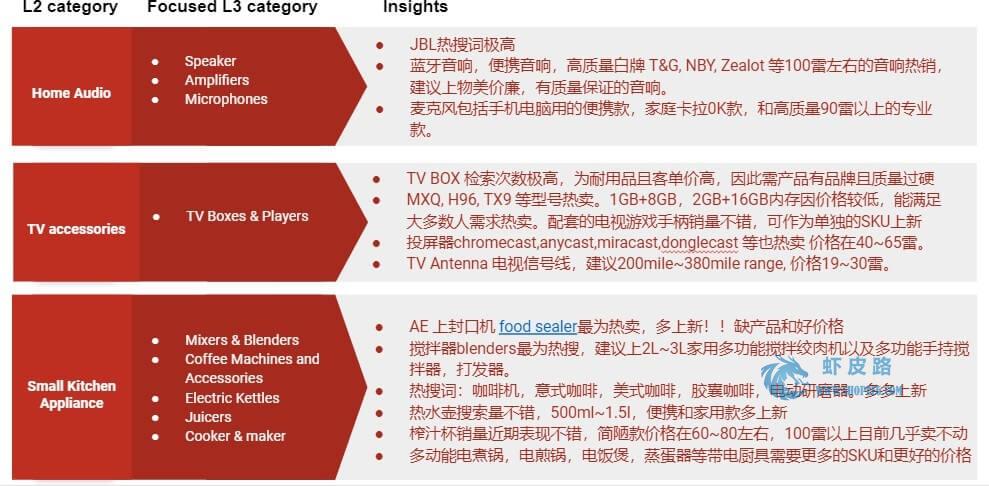 L2 category
Focused L3 category
Insights
Home Audio
Speaker
Amplifiers
Microphones
JBL热搜词极高
蓝牙音响，便携音响，高质量白牌 T&G, NBY, Zealot 等100雷左右的音响热销，
建议上物美价廉，有质量保证的音响。
麦克风包括手机电脑用的便携款，家庭卡拉0K款，和高质量90雷以上的专业
款。
TV accessories
TV Boxes & Players
TV BOX 检索次数极高，为耐用品且客单价高，因此需产品有品牌且质量过硬
MXQ, H96, TX9 等型号热卖。1GB+8GB，2GB+16GB内存因价格较低，能满足
大多数人需求热卖。配套的电视游戏手柄销量不错，可作为单独的SKU上新
投屏器chromecast,anycast,miracast,donglecast 等也热卖 价格在40~65雷。
TV Antenna 电视信号线，建议200mile~380mile range, 价格19~30雷。
Small Kitchen
Appliance
Mixers & Blenders
Coffee Machines and
Accessories
Electric Kettles
Juicers
Cooker & maker
AE 上封口机 food sealer最为热卖，多上新！！缺产品和好价格
搅拌器blenders最为热搜，建议上2L~3L家用多功能搅拌绞肉机以及多功能手持搅
拌器，打发器。
热搜词：咖啡机，意式咖啡，美式咖啡，胶囊咖啡，电动研磨器。多多上新
热水壶搜索量不错，500ml~1.5l，便携和家用款多上新
榨汁杯销量近期表现不错，简陋款价格在60~80左右，100雷以上目前几乎卖不动
多功能电煮锅，电煎锅，电饭煲，蒸蛋器等带电厨具需要更多的SKU和更好的价格
虾皮路